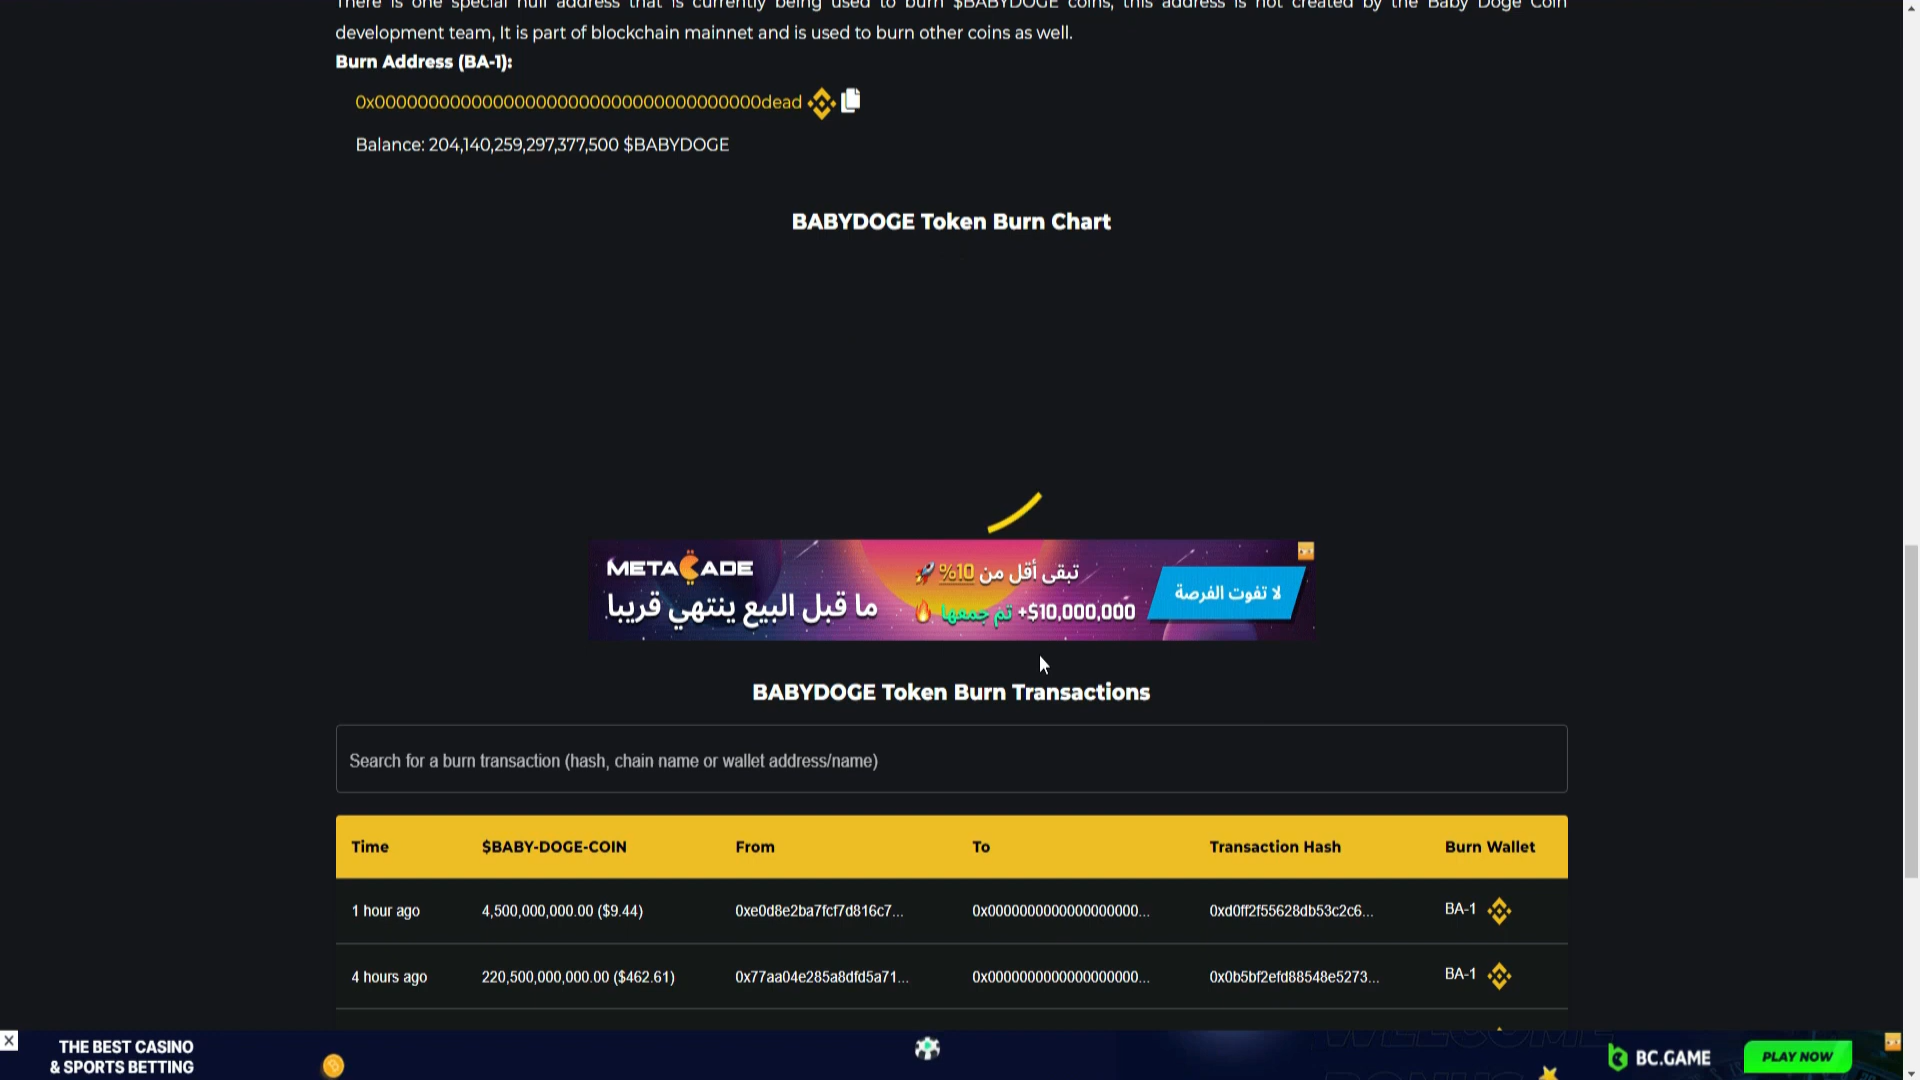 There is one special null address that is currently being used to burn $BABYDOGE coins, this address is not created by the Baby Doge Coin
development team, It is part of blockchain mainnet and is used to burn other coins as well.
Burn Address (BA-1):
0x000000000000000000000000000000000000dead
Balance: 204,140,259,297,377,500 $BABYDOGE
BABYDOGE Token Burn Chart
METACADE
ما قبل البيع ينتهي قريبا
تبقى أقل من 10%
+$10,000,000 تم جمعها
لا تفوت الفرصة
BABYDOGE Token Burn Transactions
Search for a burn transaction (hash, chain name or wallet address/name)
Time $BABY-DOGE-COIN From To Transaction Hash Burn Wallet
1 hour ago 4,500,000,000.00 ($9.44) 0xe0d8e2ba7fcf7d816c7... 0x0000000000000000000... 0xd0ff2f55628db53c2c6... BA-1
4 hours ago 220,500,000,000.00 ($462.61) 0x77aa04e285a8dfd5a71... 0x0000000000000000000... 0x0b5bf2efd88548e5273... BA-1
THE BEST CASINO
& SPORTS BETTING
WELCOME
BONUS
BC.GAME
PLAY NOW